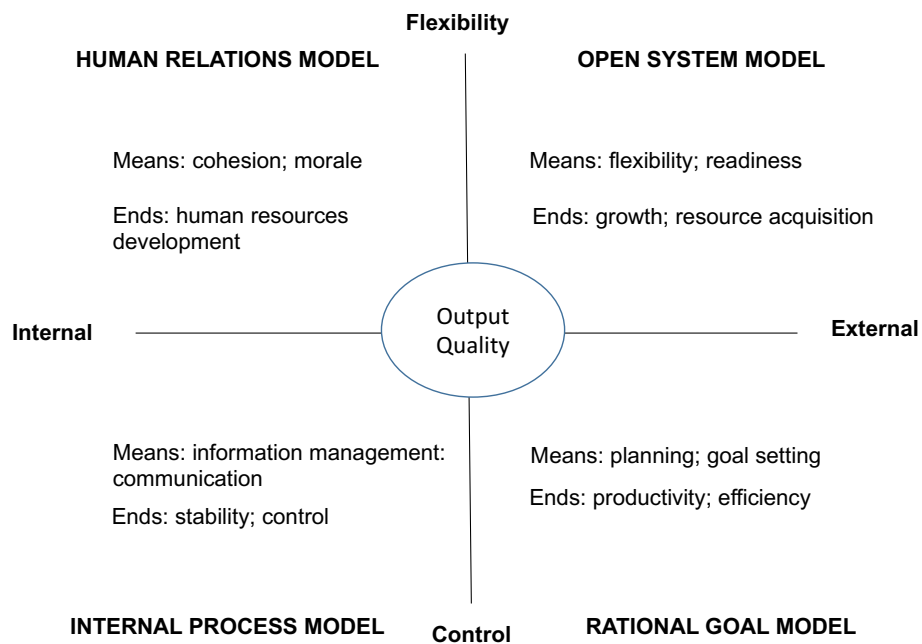 Flexibility
HUMAN RELATIONS MODEL
OPEN SYSTEM MODEL
Means: cohesion; morale
Ends: human resources
development
Means: flexibility; readiness
Ends: growth; resource acquisition
Internal
Output
Quality
External
Means: information management:
communication
Ends: stability; control
Means: planning; goal setting
Ends: productivity; efficiency
INTERNAL PROCESS MODEL
Control
RATIONAL GOAL MODEL